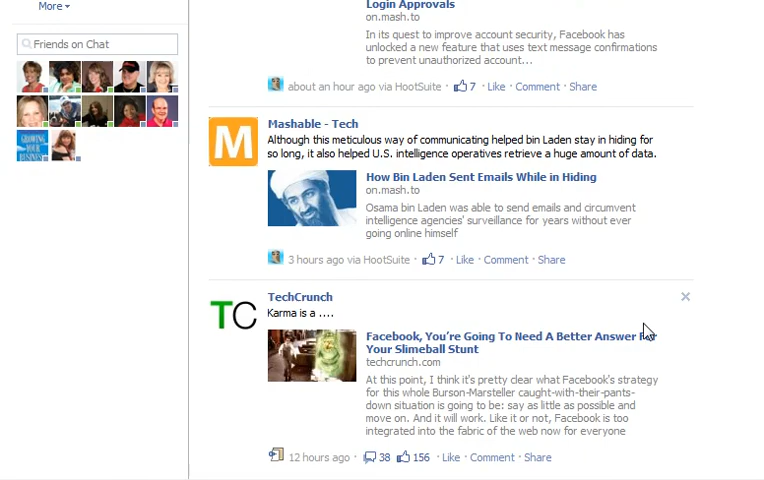 More
Friends on Chat
GROWING
YOUR
BUSINESS
Login Approvals
on.mash.to
In its quest to improve account security, Facebook has
unlocked a new feature that uses text message confirmations
to prevent unauthorized account...
about an hour ago via HootSuite · 7 · Like · Comment · Share
M
Mashable - Tech
Although this meticulous way of communicating helped bin Laden stay in hiding for
so long, it also helped U.S. intelligence operatives retrieve a huge amount of data.
How Bin Laden Sent Emails While in Hiding
on.mash.to
Osama bin Laden was able to send emails and circumvent
intelligence agencies' surveillance for years without ever
going online himself
3 hours ago via HootSuite · 7 · Like · Comment · Share
TC
TechCrunch
Karma is a ....
Facebook, You're Going To Need A Better Answer For
Your Slimeball Stunt
techcrunch.com
At this point, I think it's pretty clear what Facebook's strategy
for this whole Burson-Marsteller caught-with-their-pants-
down situation is going to be: say as little as possible and
move on. And it will work. Like it or not, Facebook is too
integrated into the fabric of the web now for everyone
12 hours ago · 38 156 · Like · Comment · Share